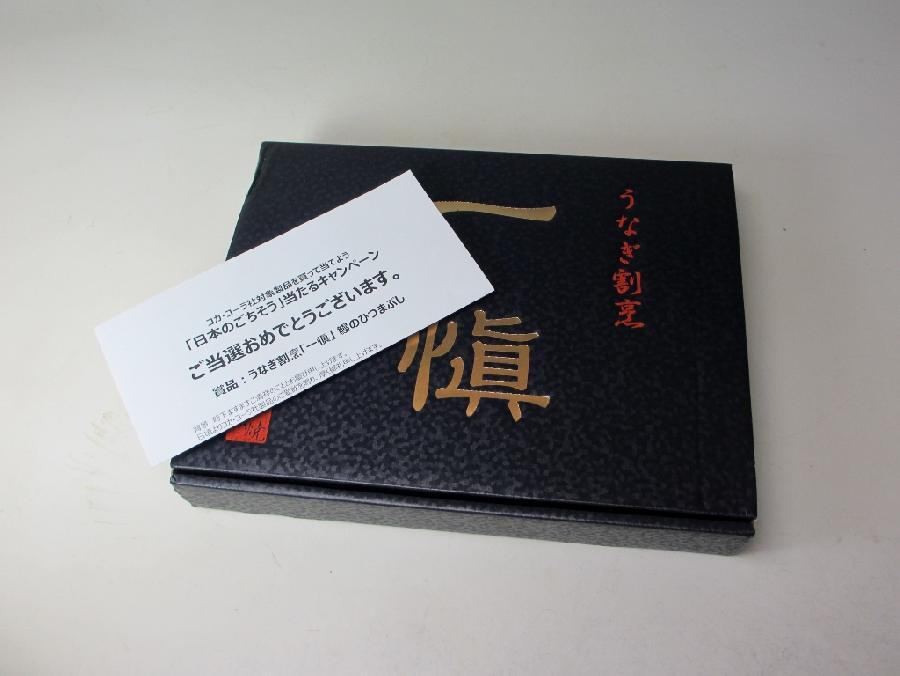 コカ・コーラ社対象製品を買って当てよう
「日本のごちそう」当たるキャンペーン
ご当選おめでとうございます。
賞品：うなぎ割烹「一愼」鰻のひつまぶし
一
愼
うなぎ割烹